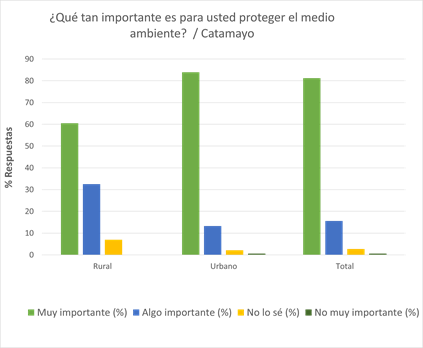 ¿Qué tan importante es para usted proteger el medio
ambiente? / Catamayo
% Respuestas
90
80
70
60
50
40
30
20
10
0
Rural Urbano Total
Muy importante (%) Algo importante (%) No lo sé (%) No muy importante (%)